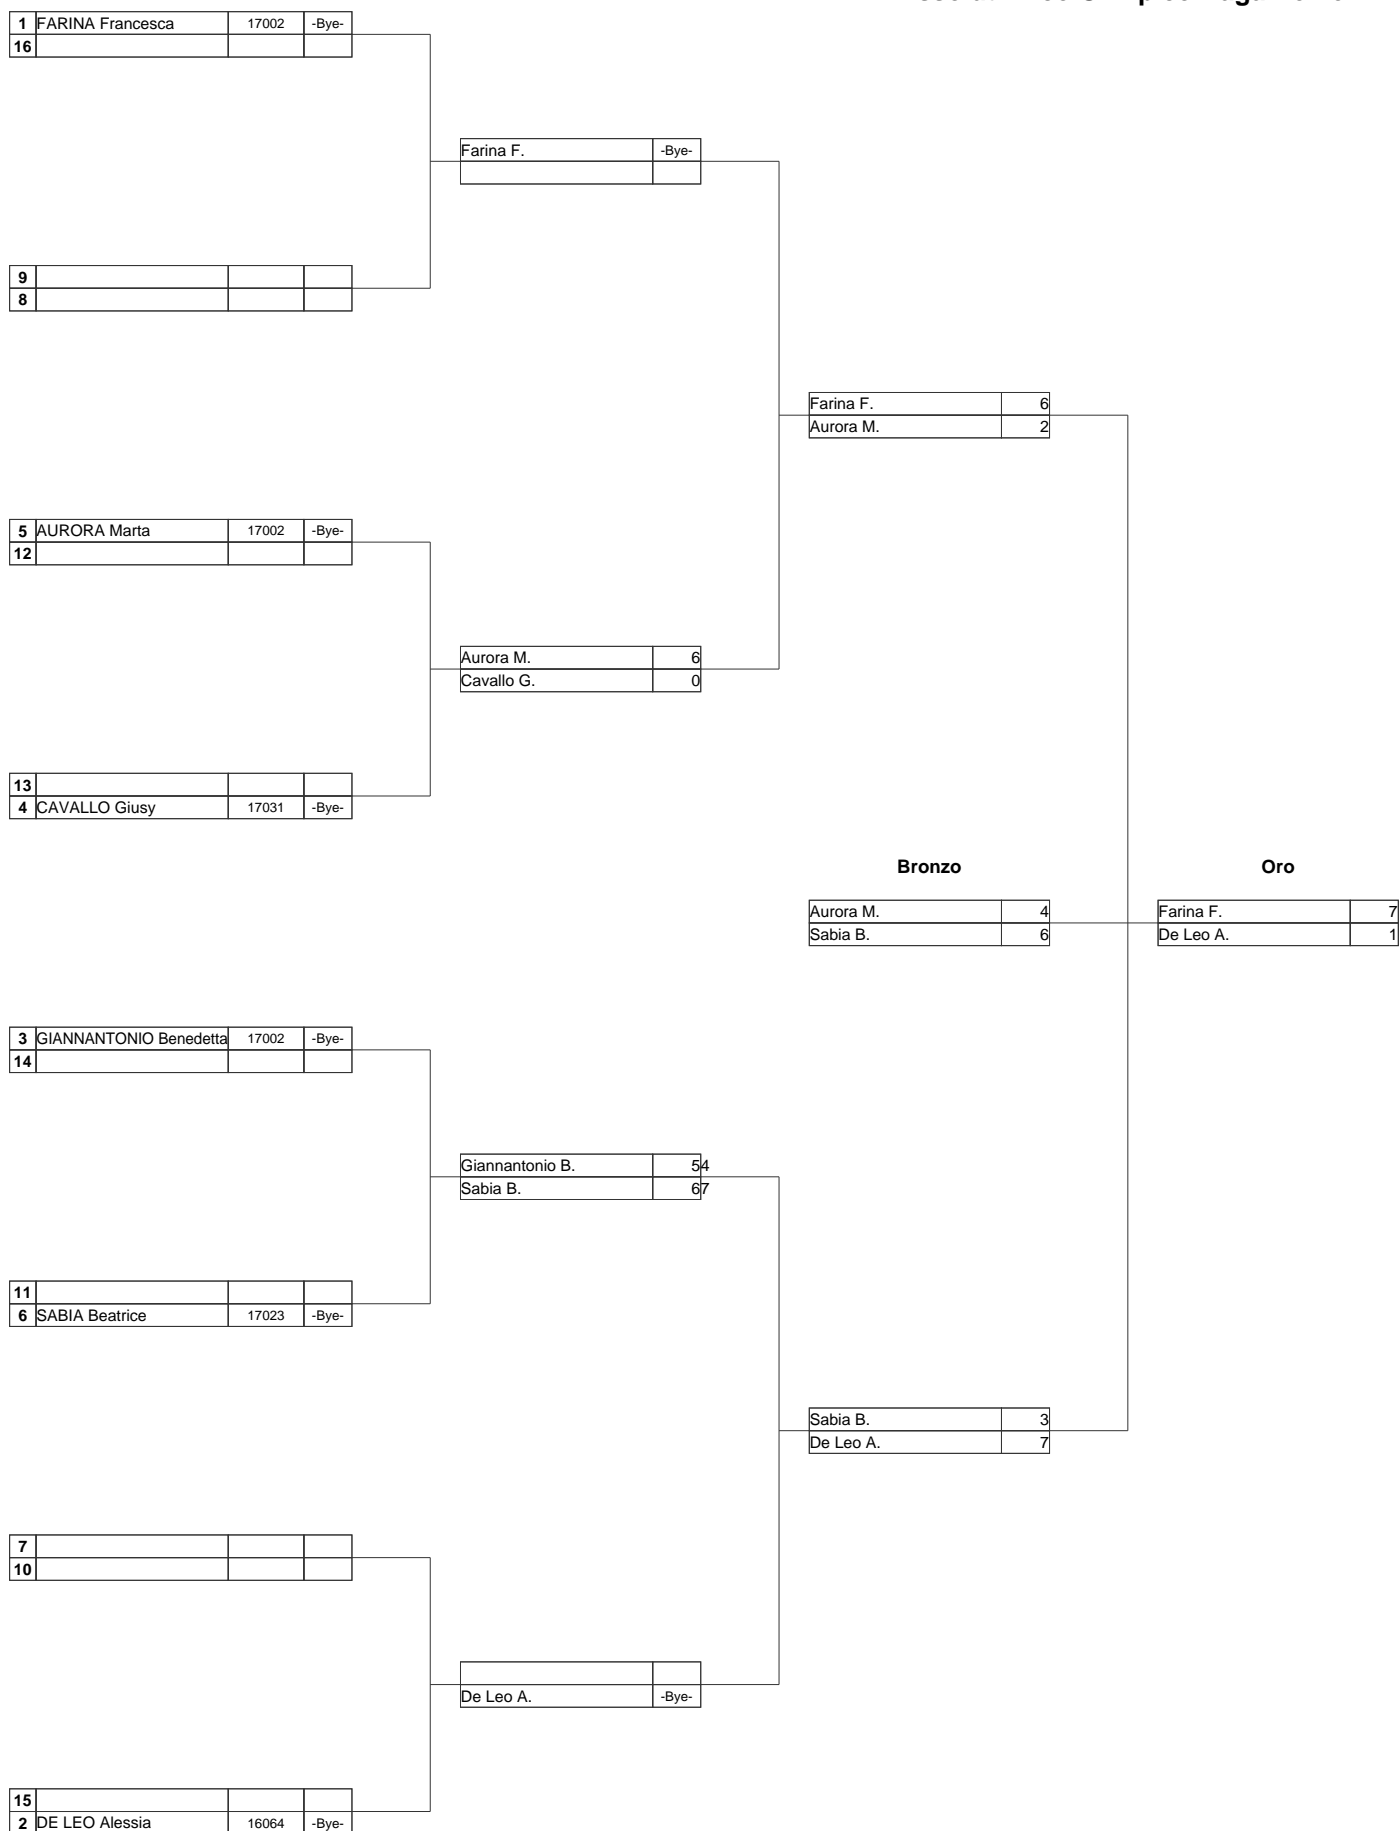 1 FARINA Francesca 17002 -Bye-
16
Farina F. -Bye-
9
8
Farina F. 6
Aurora M. 2
5 AURORA Marta 17002 -Bye-
12
Aurora M. 6
Cavallo G. 0
13
4 CAVALLO Giusy 17031 -Bye-
Bronzo Oro
Aurora M. 4 Farina F. 7
Sabia B. 6 De Leo A. 1
3 GIANNANTONIO Benedetta 17002 -Bye-
14
Giannantonio B. 54
Sabia B. 67
11
6 SABIA Beatrice 17023 -Bye-
Sabia B. 3
De Leo A. 7
7
10
De Leo A. -Bye-
15
2 DE LEO Alessia 16064 -Bye-